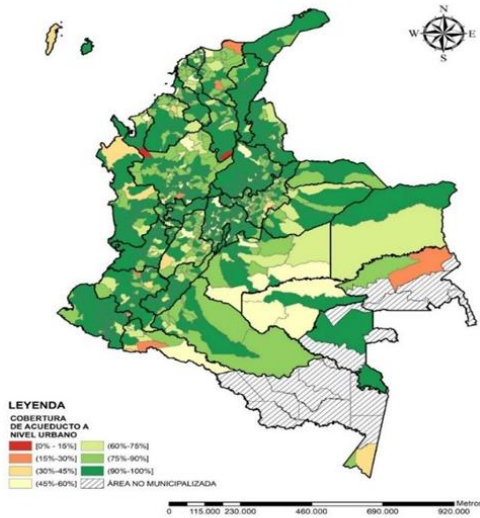 N
W E
S
LEYENDA
COBERTURA
DE ACUEDUCTO A
NIVEL URBANO
[0% - 15%] (60%-75%]
(15%-30%] (75%-90%]
(30%-45%] (90%-100%]
(45%-60%] ÁREA NO MUNICIPALIZADA
Metros
0 115.000 230.000 460.000 690.000 920.000